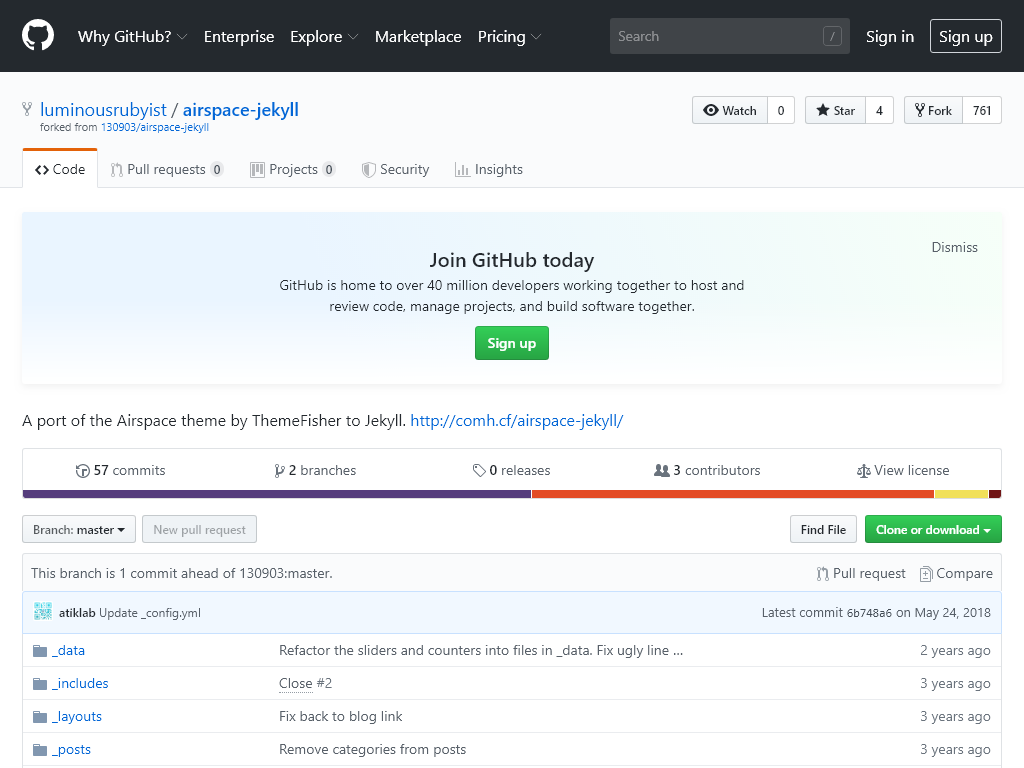 Why GitHub? Enterprise Explore Marketplace Pricing Search / Sign in Sign up
luminousrubyist / airspace-jekyll
forked from 130903/airspace-jekyll
Watch 0 Star 4 Fork 761
Code Pull requests 0 Projects 0 Security Insights
Dismiss
Join GitHub today
GitHub is home to over 40 million developers working together to host and
review code, manage projects, and build software together.
Sign up
A port of the Airspace theme by ThemeFisher to Jekyll. http://comh.cf/airspace-jekyll/
57 commits 2 branches 0 releases 3 contributors View license
Branch: master New pull request Find File Clone or download
This branch is 1 commit ahead of 130903:master. Pull request Compare
atiklab Update _config.yml Latest commit 6b748a6 on May 24, 2018
_data Refactor the sliders and counters into files in _data. Fix ugly line … 2 years ago
_includes Close #2 3 years ago
_layouts Fix back to blog link 3 years ago
_posts Remove categories from posts 3 years ago